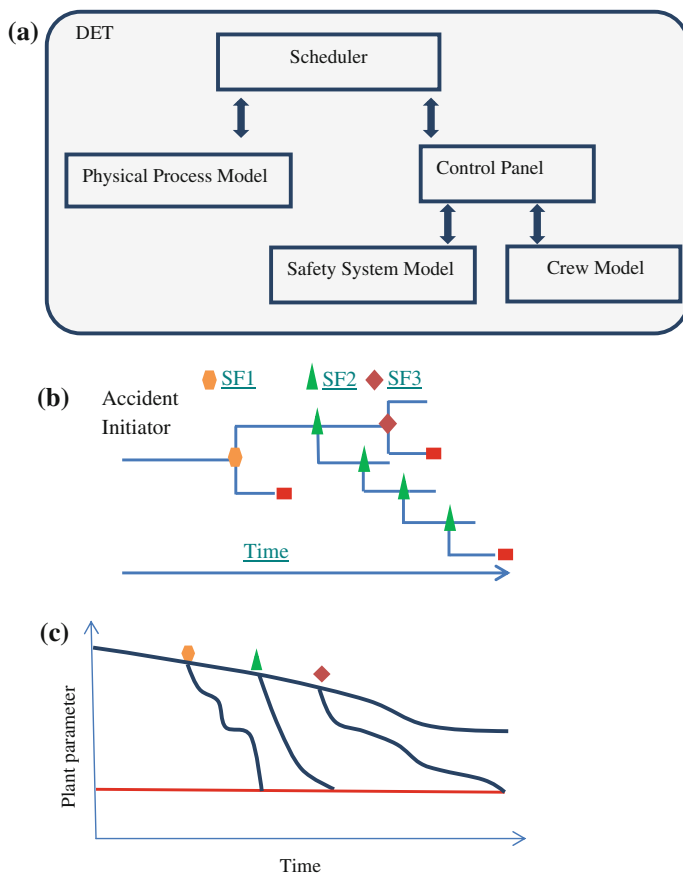 (a)
DET
Scheduler
Physical Process Model
Control Panel
Safety System Model
Crew Model
(b)
SF1
SF2
SF3
Accident
Initiator
Time
(c)
Plant parameter
Time